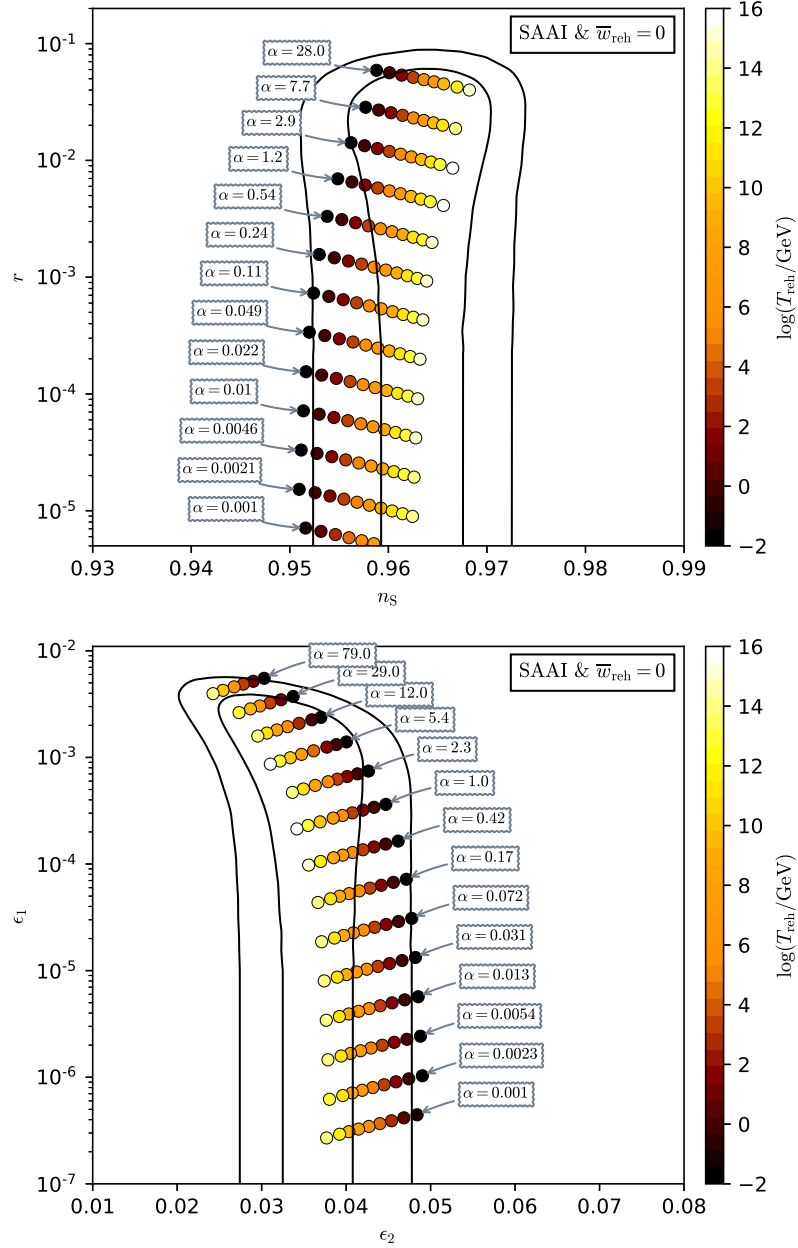 SAAI & w̅reh = 0
α = 28.0
α = 7.7
α = 2.9
α = 1.2
α = 0.54
α = 0.24
α = 0.11
α = 0.049
α = 0.022
α = 0.01
α = 0.0046
α = 0.0021
α = 0.001
10⁻¹
10⁻²
10⁻³
10⁻⁴
10⁻⁵
r
0.93 0.94 0.95 0.96 0.97 0.98 0.99
nS
16
14
12
10
8
6
4
2
0
−2
log(Treh/GeV)
SAAI & w̅reh = 0
α = 79.0
α = 29.0
α = 12.0
α = 5.4
α = 2.3
α = 1.0
α = 0.42
α = 0.17
α = 0.072
α = 0.031
α = 0.013
α = 0.0054
α = 0.0023
α = 0.001
10⁻²
10⁻³
10⁻⁴
10⁻⁵
10⁻⁶
10⁻⁷
ϵ1
0.01 0.02 0.03 0.04 0.05 0.06 0.07 0.08
ϵ2
16
14
12
10
8
6
4
2
0
−2
log(Treh/GeV)